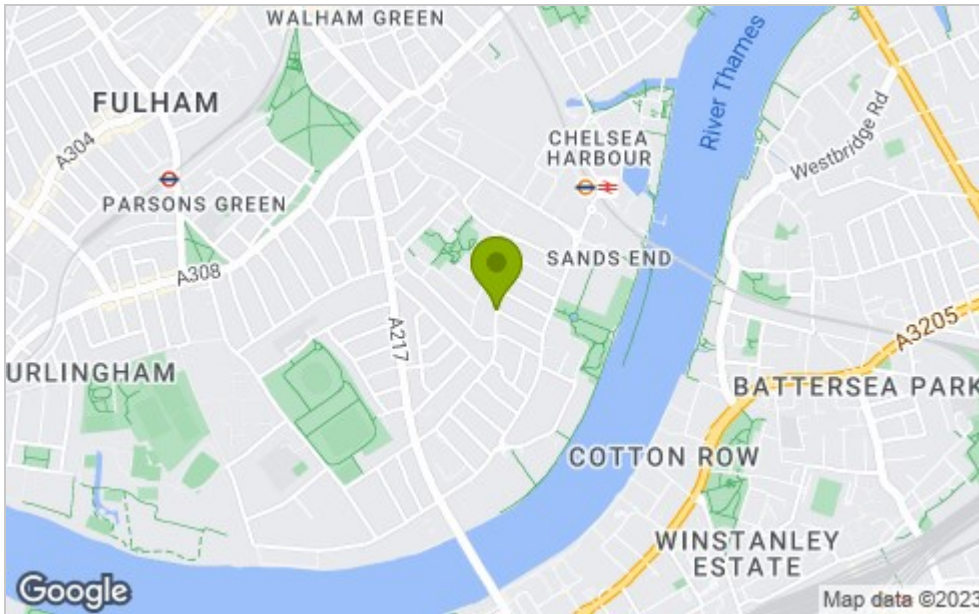 WALHAM GREEN
FULHAM
A304
PARSONS GREEN
CHELSEA
HARBOUR
River Thames
Westbridge Rd
A308
SANDS END
A217
A3205
URLINGHAM
BATTERSEA PARK
COTTON ROW
WINSTANLEY
ESTATE
Google
Map data ©2023